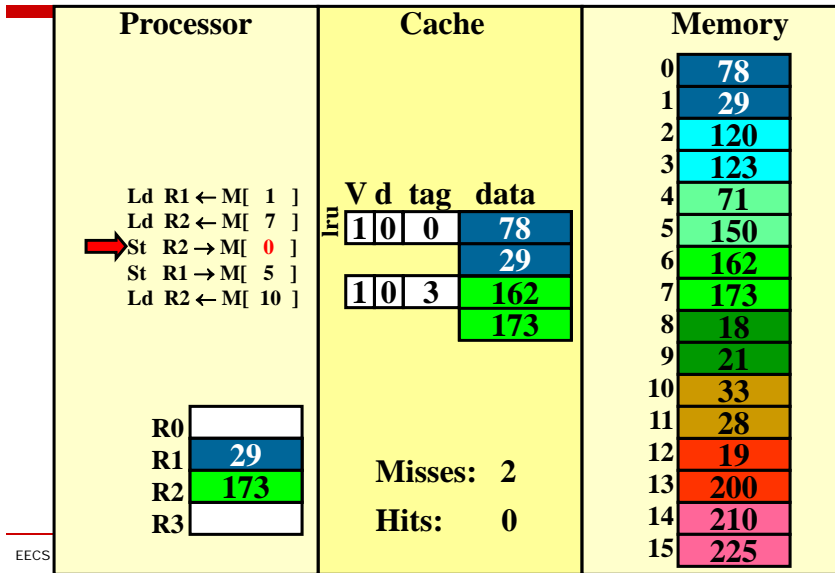 Processor
Cache
Memory
Ld R1 ← M[ 1 ]
Ld R2 ← M[ 7 ]
St R2 → M[ 0 ]
St R1 → M[ 5 ]
Ld R2 ← M[ 10 ]
R0
R1 29
R2 173
R3
V d tag data
lru
1 0 0 78
29
1 0 3 162
173
Misses: 2
Hits: 0
0 78
1 29
2 120
3 123
4 71
5 150
6 162
7 173
8 18
9 21
10 33
11 28
12 19
13 200
14 210
15 225
EECS